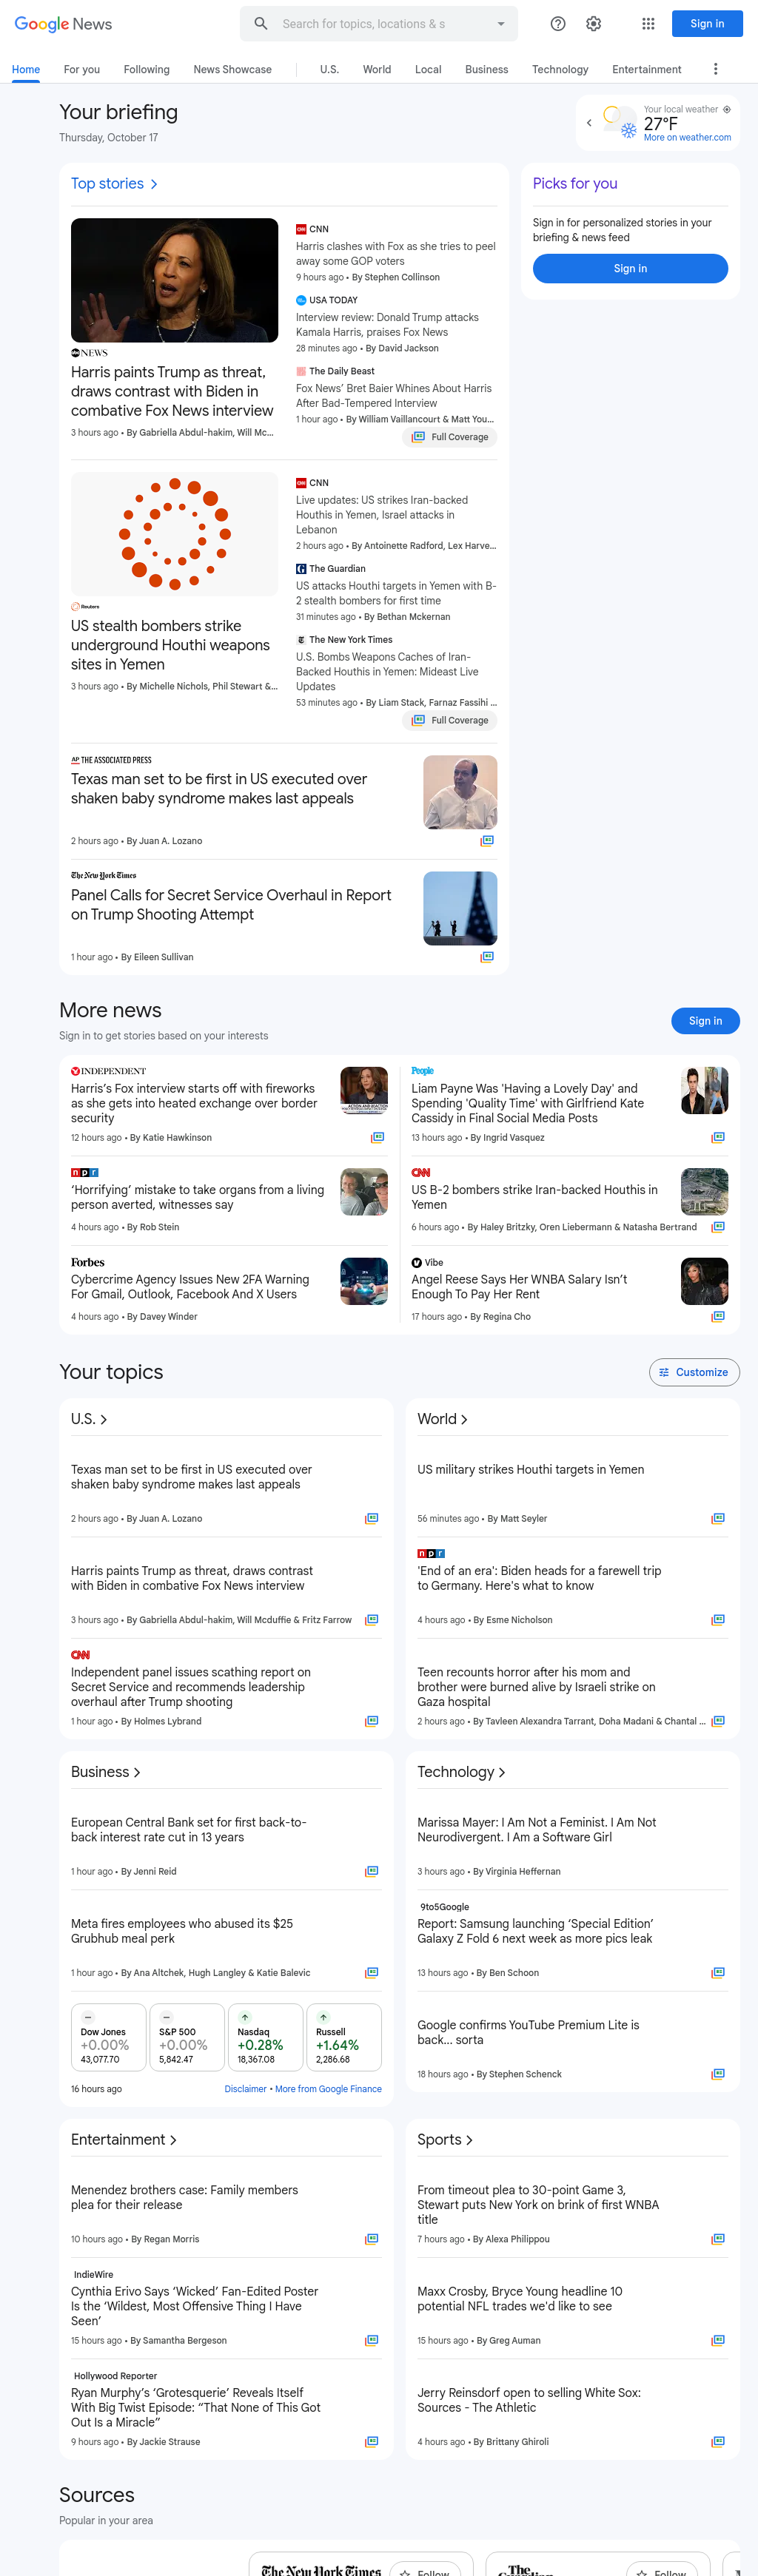 Google News
Search for topics, locations & s
Sign in
Home
For you
Following
News Showcase
U.S.
World
Local
Business
Technology
Entertainment
Your briefing
Thursday, October 17
Your local weather
27°F
More on weather.com
Top stories
Picks for you
Sign in for personalized stories in your
briefing & news feed
Sign in
abc NEWS
Harris paints Trump as threat,
draws contrast with Biden in
combative Fox News interview
3 hours ago • By Gabriella Abdul-hakim, Will Mc...
CNN
Harris clashes with Fox as she tries to peel
away some GOP voters
9 hours ago • By Stephen Collinson
USA TODAY
Interview review: Donald Trump attacks
Kamala Harris, praises Fox News
28 minutes ago • By David Jackson
The Daily Beast
Fox News' Bret Baier Whines About Harris
After Bad-Tempered Interview
1 hour ago • By William Vaillancourt & Matt You...
Full Coverage
Reuters
US stealth bombers strike
underground Houthi weapons
sites in Yemen
3 hours ago • By Michelle Nichols, Phil Stewart &...
CNN
Live updates: US strikes Iran-backed
Houthis in Yemen, Israel attacks in
Lebanon
2 hours ago • By Antoinette Radford, Lex Harve...
The Guardian
US attacks Houthi targets in Yemen with B-
2 stealth bombers for first time
31 minutes ago • By Bethan Mckernan
The New York Times
U.S. Bombs Weapons Caches of Iran-
Backed Houthis in Yemen: Mideast Live
Updates
53 minutes ago • By Liam Stack, Farnaz Fassihi ...
Full Coverage
AP THE ASSOCIATED PRESS
Texas man set to be first in US executed over
shaken baby syndrome makes last appeals
2 hours ago • By Juan A. Lozano
The New York Times
Panel Calls for Secret Service Overhaul in Report
on Trump Shooting Attempt
1 hour ago • By Eileen Sullivan
More news
Sign in to get stories based on your interests
Sign in
INDEPENDENT
Harris's Fox interview starts off with fireworks
as she gets into heated exchange over border
security
12 hours ago • By Katie Hawkinson
People
Liam Payne Was 'Having a Lovely Day' and
Spending 'Quality Time' with Girlfriend Kate
Cassidy in Final Social Media Posts
13 hours ago • By Ingrid Vasquez
npr
'Horrifying' mistake to take organs from a living
person averted, witnesses say
4 hours ago • By Rob Stein
CNN
US B-2 bombers strike Iran-backed Houthis in
Yemen
6 hours ago • By Haley Britzky, Oren Liebermann & Natasha Bertrand
Forbes
Cybercrime Agency Issues New 2FA Warning
For Gmail, Outlook, Facebook And X Users
4 hours ago • By Davey Winder
Vibe
Angel Reese Says Her WNBA Salary Isn't
Enough To Pay Her Rent
17 hours ago • By Regina Cho
Your topics
Customize
U.S.
Texas man set to be first in US executed over
shaken baby syndrome makes last appeals
2 hours ago • By Juan A. Lozano
Harris paints Trump as threat, draws contrast
with Biden in combative Fox News interview
3 hours ago • By Gabriella Abdul-hakim, Will Mcduffie & Fritz Farrow
CNN
Independent panel issues scathing report on
Secret Service and recommends leadership
overhaul after Trump shooting
1 hour ago • By Holmes Lybrand
World
US military strikes Houthi targets in Yemen
56 minutes ago • By Matt Seyler
npr
'End of an era': Biden heads for a farewell trip
to Germany. Here's what to know
4 hours ago • By Esme Nicholson
Teen recounts horror after his mom and
brother were burned alive by Israeli strike on
Gaza hospital
2 hours ago • By Tavleen Alexandra Tarrant, Doha Madani & Chantal ...
Business
European Central Bank set for first back-to-
back interest rate cut in 13 years
1 hour ago • By Jenni Reid
Meta fires employees who abused its $25
Grubhub meal perk
1 hour ago • By Ana Altchek, Hugh Langley & Katie Balevic
Dow Jones
+0.00%
43,077.70
S&P 500
+0.00%
5,842.47
Nasdaq
+0.28%
18,367.08
Russell
+1.64%
2,286.68
16 hours ago
Disclaimer • More from Google Finance
Technology
Marissa Mayer: I Am Not a Feminist. I Am Not
Neurodivergent. I Am a Software Girl
3 hours ago • By Virginia Heffernan
9to5Google
Report: Samsung launching 'Special Edition'
Galaxy Z Fold 6 next week as more pics leak
13 hours ago • By Ben Schoon
Google confirms YouTube Premium Lite is
back... sorta
18 hours ago • By Stephen Schenck
Entertainment
Menendez brothers case: Family members
plea for their release
10 hours ago • By Regan Morris
IndieWire
Cynthia Erivo Says 'Wicked' Fan-Edited Poster
Is the 'Wildest, Most Offensive Thing I Have
Seen'
15 hours ago • By Samantha Bergeson
Hollywood Reporter
Ryan Murphy's 'Grotesquerie' Reveals Itself
With Big Twist Episode: "That None of This Got
Out Is a Miracle"
9 hours ago • By Jackie Strause
Sports
From timeout plea to 30-point Game 3,
Stewart puts New York on brink of first WNBA
title
7 hours ago • By Alexa Philippou
Maxx Crosby, Bryce Young headline 10
potential NFL trades we'd like to see
15 hours ago • By Greg Auman
Jerry Reinsdorf open to selling White Sox:
Sources - The Athletic
4 hours ago • By Brittany Ghiroli
Sources
Popular in your area
The New York Times
Follow
The
Follow